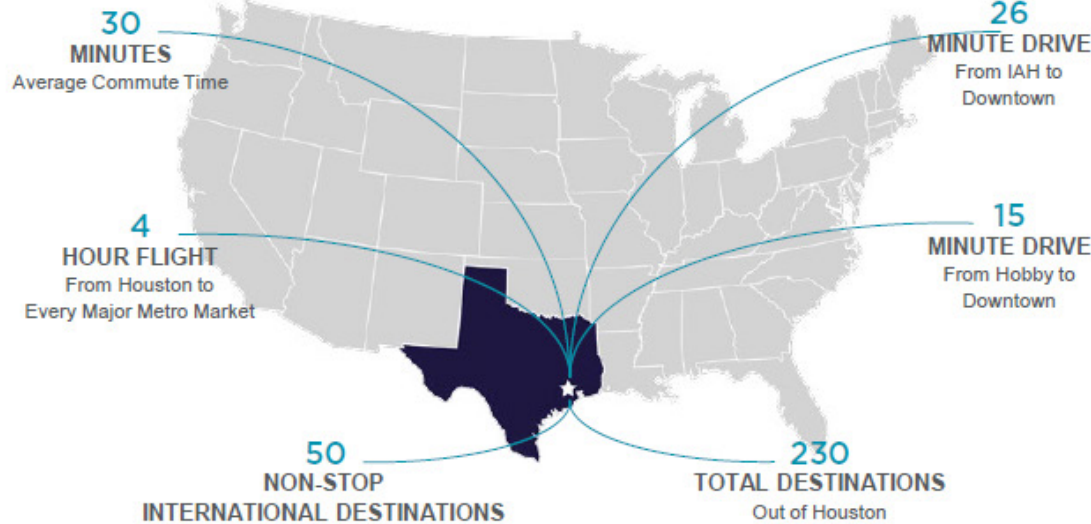 30
MINUTES
Average Commute Time
26
MINUTE DRIVE
From IAH to
Downtown
4
HOUR FLIGHT
From Houston to
Every Major Metro Market
15
MINUTE DRIVE
From Hobby to
Downtown
50
NON-STOP
INTERNATIONAL DESTINATIONS
230
TOTAL DESTINATIONS
Out of Houston